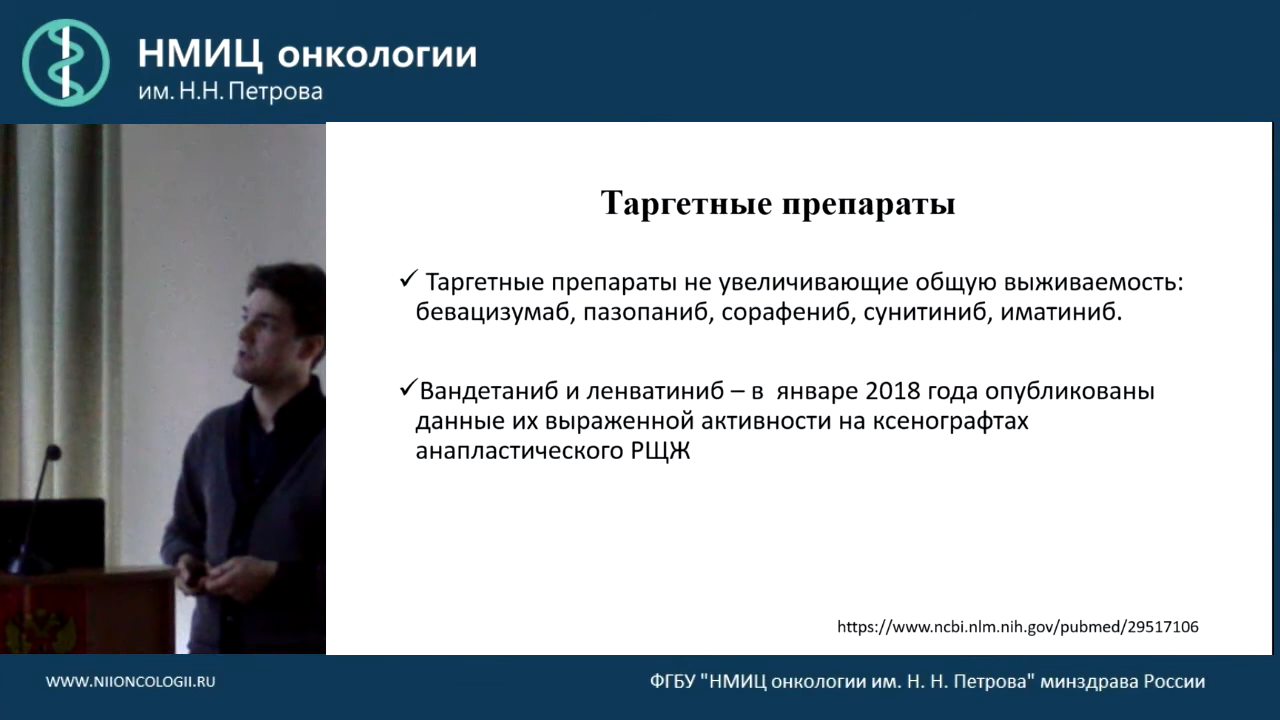 НМИЦ онкологии
им. Н.Н. Петрова
Таргетные препараты
✓ Таргетные препараты не увеличивающие общую выживаемость:
бевацизумаб, пазопаниб, сорафениб, сунитиниб, иматиниб.
✓Вандетаниб и ленватиниб – в январе 2018 года опубликованы
данные их выраженной активности на ксенографтах
анапластического РЩЖ
https://www.ncbi.nlm.nih.gov/pubmed/29517106
WWW.NIIONCOLOGII.RU
ФГБУ "НМИЦ онкологии им. Н. Н. Петрова" минздрава России